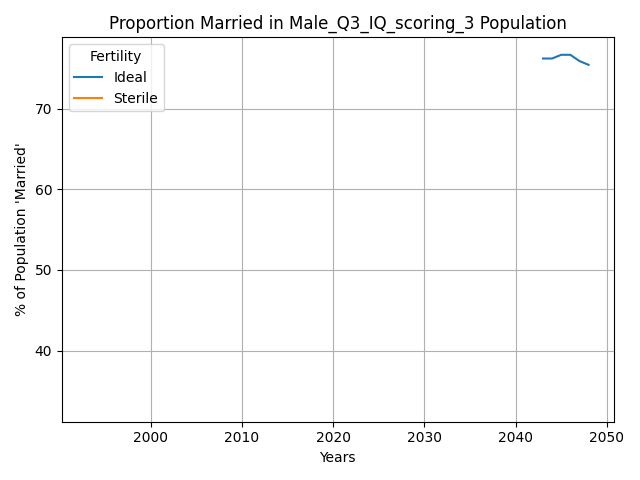 Proportion Married in Male_Q3_IQ_scoring_3 Population
Fertility
Ideal
Sterile
% of Population 'Married'
70
60
50
40
2000 2010 2020 2030 2040 2050
Years